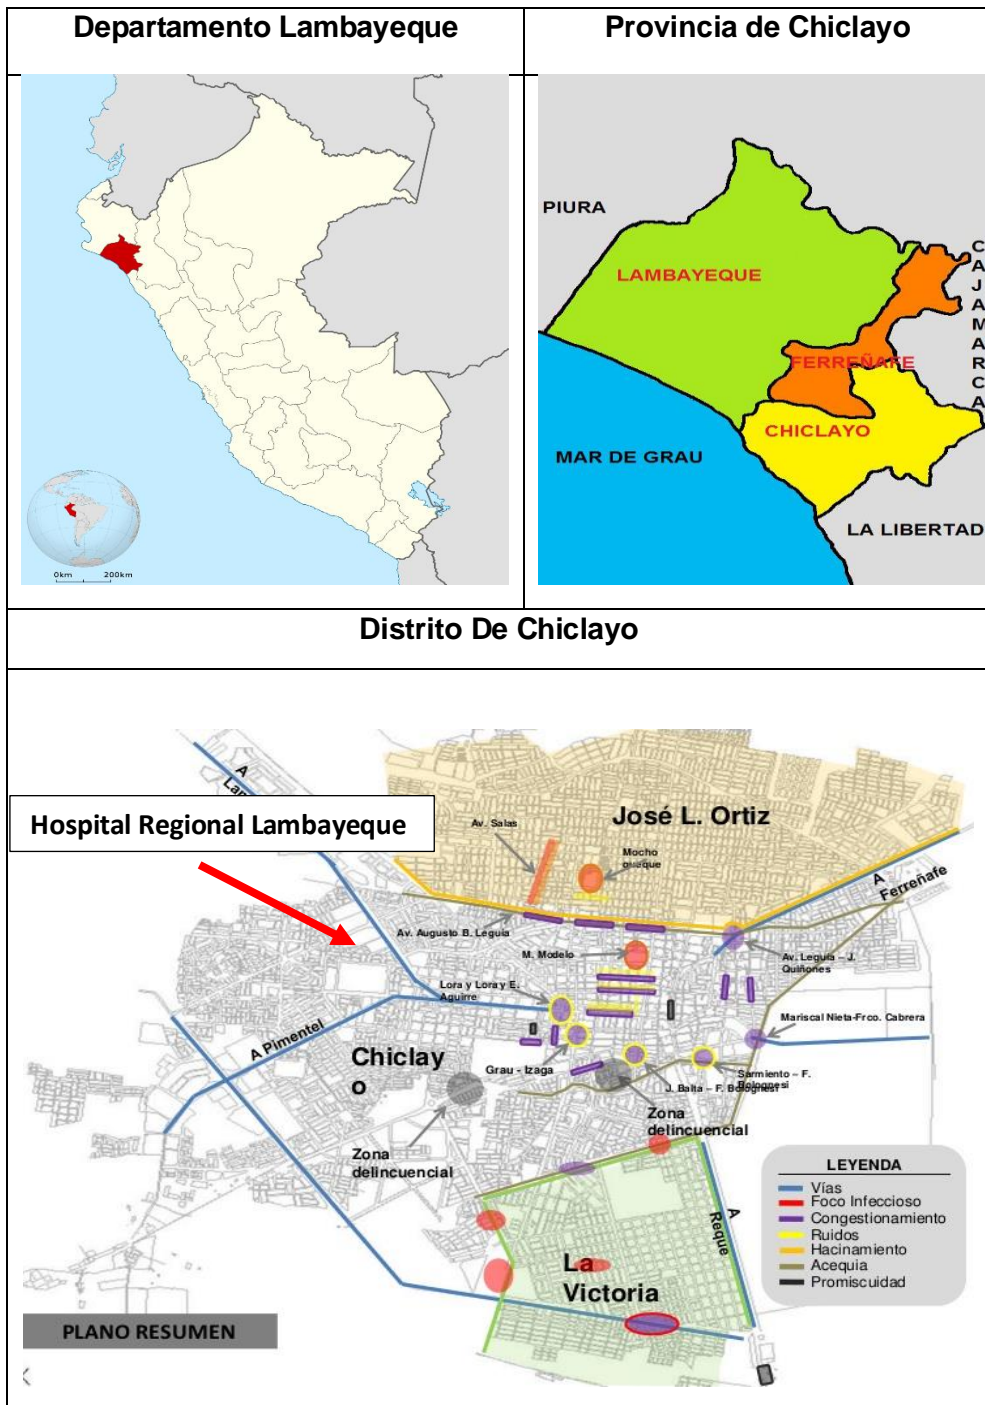 Departamento Lambayeque
Provincia de Chiclayo
0km 200km
PIURA
LAMBAYEQUE
CAJAMARCA
FERREÑAFE
CHICLAYO
MAR DE GRAU
LA LIBERTAD
Distrito De Chiclayo
A
Hospital Regional Lambayeque
José L. Ortiz
Av. Salas
Mocho
A
Ferreñafe
Av. Augusto B. Leguía
M. Modelo
Av. Leguía – J.
Quiñones
Lora y Lora y E.
Aguirre
Mariscal Nieta-Frco. Cabrera
A Pimentel
Chiclay
o
Grau - Izaga
J. Balta – F. Bolognesi
Sarmiento – F.
Bolognesi
Zona
delincuencial
Zona
delincuencial
A
Reque
La
Victoria
LEYENDA
Vías
Foco Infeccioso
Congestionamiento
Ruidos
Hacinamiento
Acequia
Promiscuidad
PLANO RESUMEN